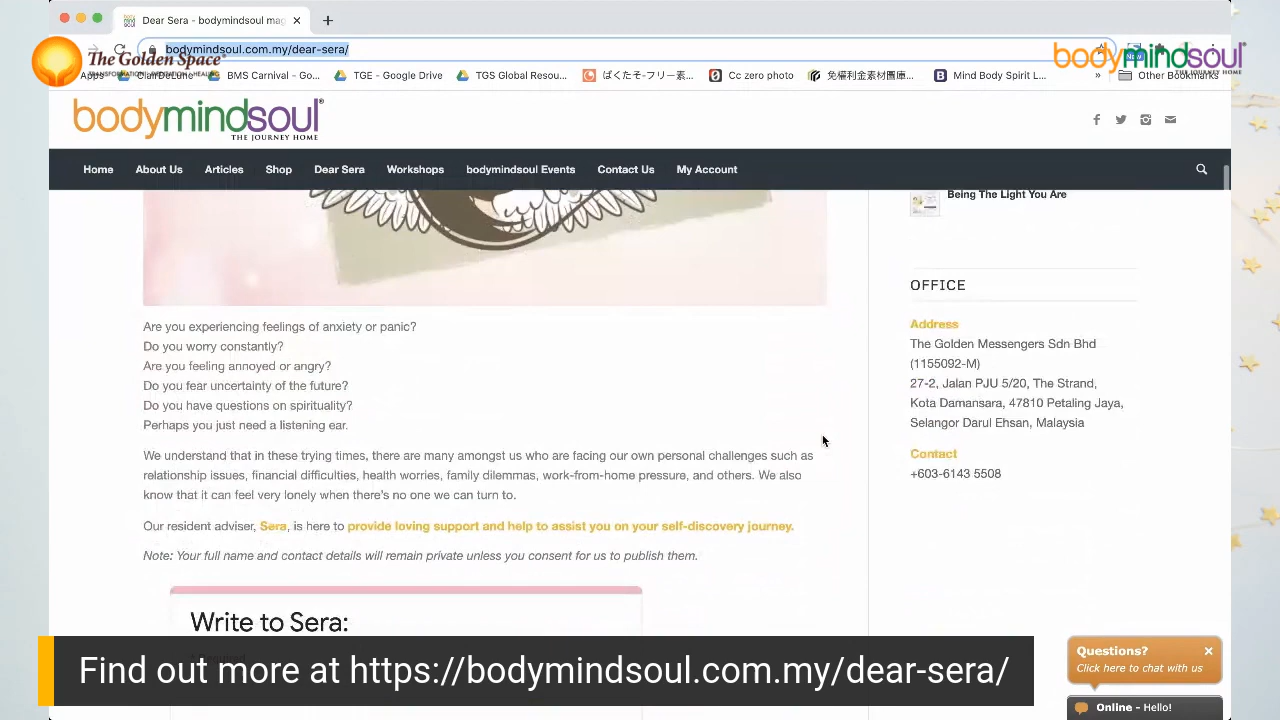 Dear Sera - bodymindsoul mag
bodymindsoul.com.my/dear-sera/
The Golden Space
bodymindsoul
THE JOURNEY HOME
Apps
BMS Carnival - Go...
TGE - Google Drive
TGS Global Resou...
ぱくたそ-フリー素...
Cc zero photo
Mind Body Spirit L...
»
Other Bookmarks
bodymindsoul®
THE JOURNEY HOME
Home About Us Articles Shop Dear Sera Workshops bodymindsoul Events Contact Us My Account
Being The Light You Are
Are you experiencing feelings of anxiety or panic?
Do you worry constantly?
Are you feeling annoyed or angry?
Do you fear uncertainty of the future?
Do you have questions on spirituality?
Perhaps you just need a listening ear.
We understand that in these trying times, there are many amongst us who are facing our own personal challenges such as
relationship issues, financial difficulties, health worries, family dilemmas, work-from-home pressure, and others. We also
know that it can feel very lonely when there's no one we can turn to.
Our resident adviser, Sera, is here to provide loving support and help to assist you on your self-discovery journey.
Note: Your full name and contact details will remain private unless you consent for us to publish them.
Write to Sera:
OFFICE
Address
The Golden Messengers Sdn Bhd
(1155092-M)
27-2, Jalan PJU 5/20, The Strand,
Kota Damansara, 47810 Petaling Jaya,
Selangor Darul Ehsan, Malaysia
Contact
+603-6143 5508
Find out more at https://bodymindsoul.com.my/dear-sera/
Questions?
Click here to chat with us
Online - Hello!